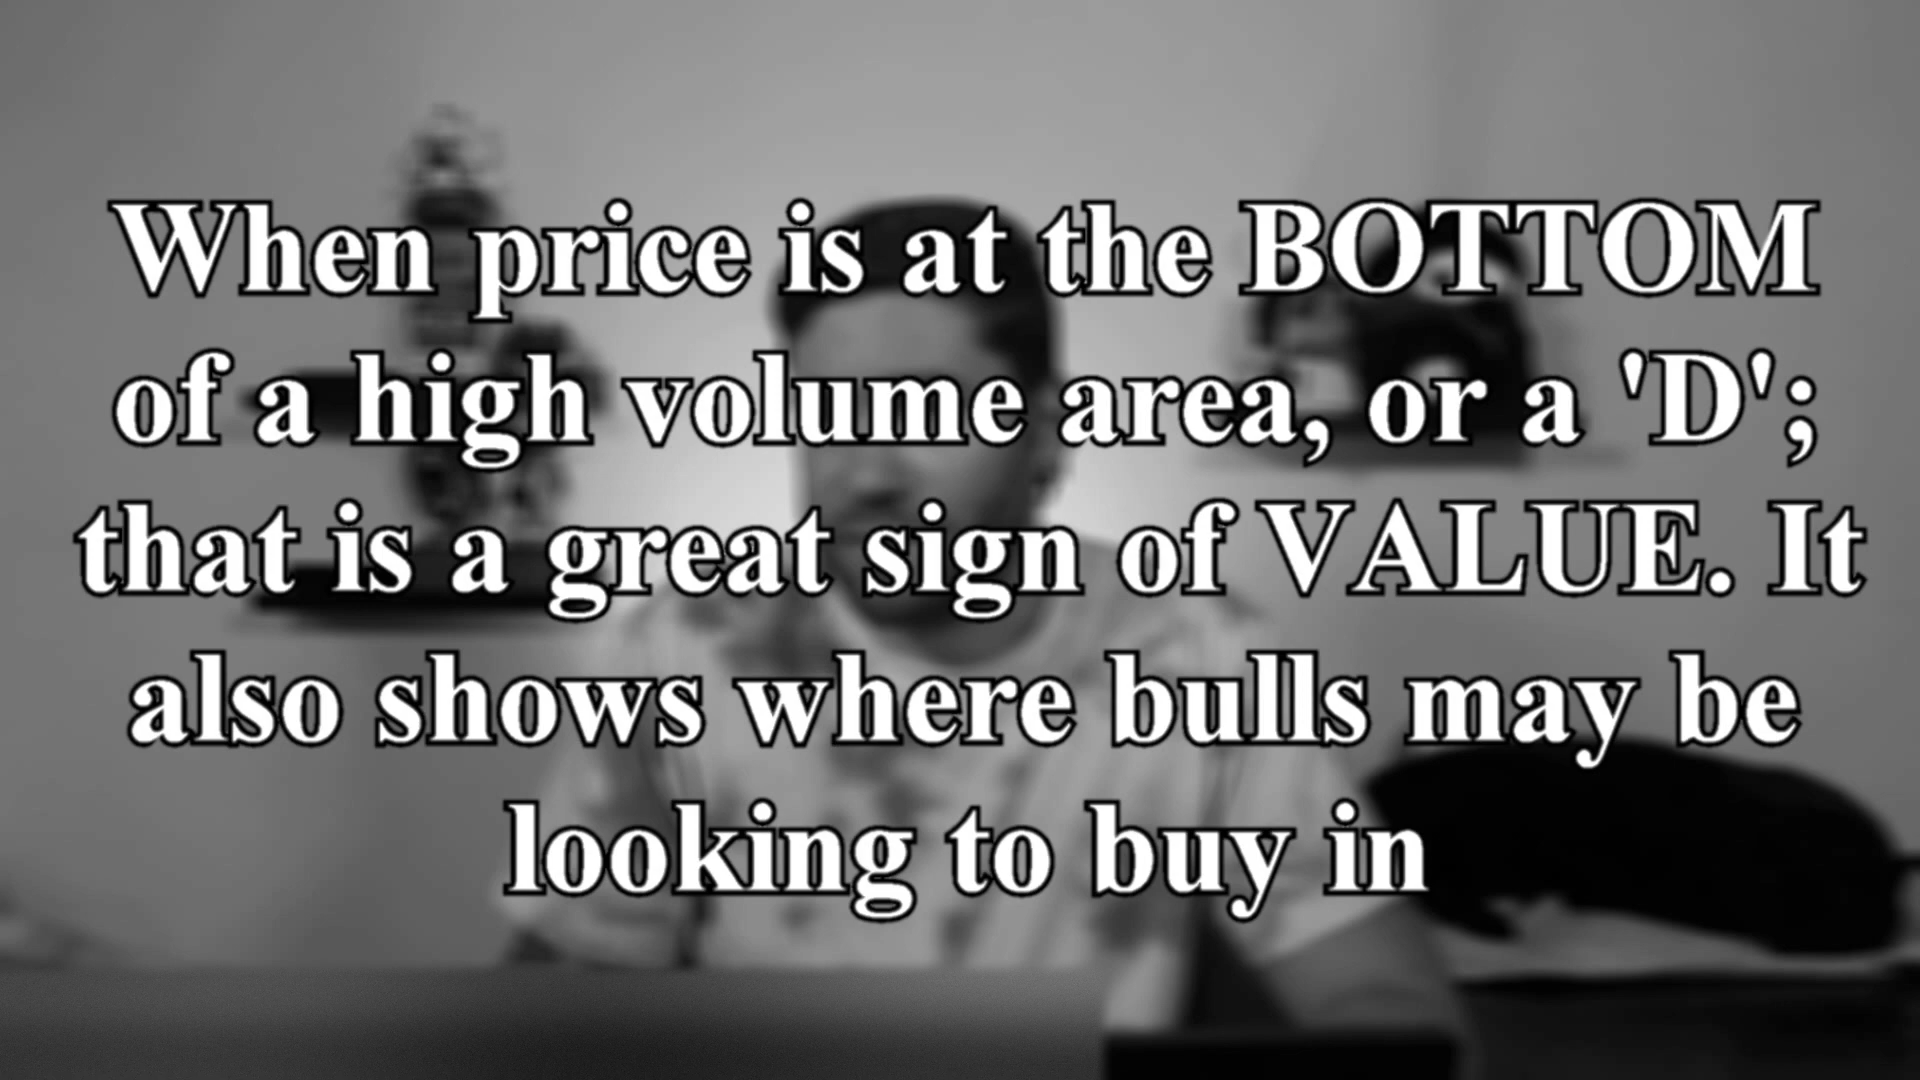 When price is at the BOTTOM
of a high volume area, or a 'D';
that is a great sign of VALUE. It
also shows where bulls may be
looking to buy in